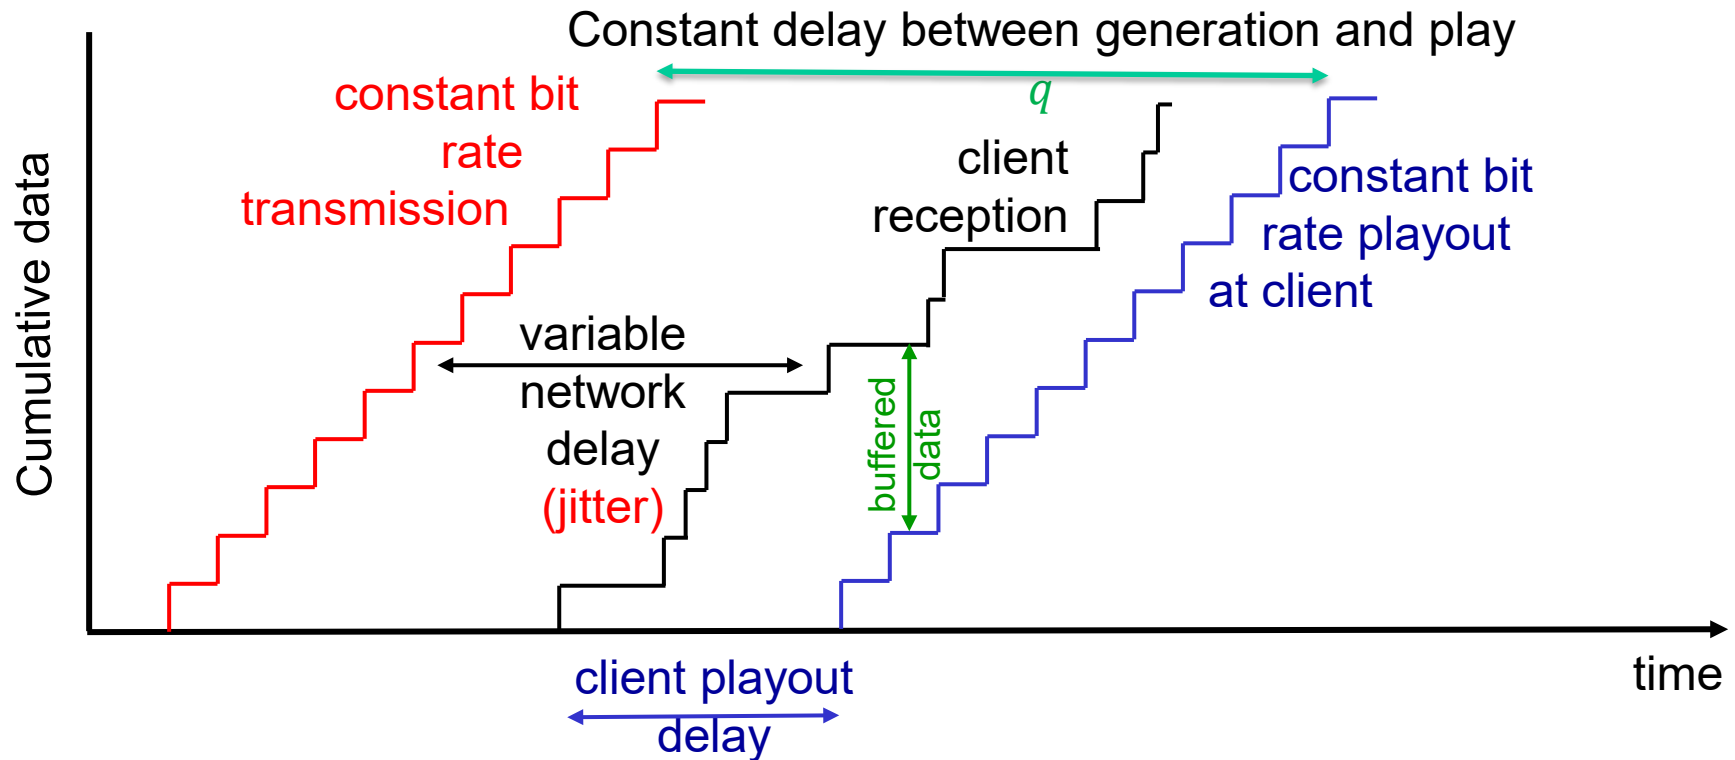 Constant delay between generation and play
q
constant bit
rate
transmission
client
reception
constant bit
rate playout
at client
Cumulative data
variable
network
delay
(jitter)
buffered
data
time
client playout
delay